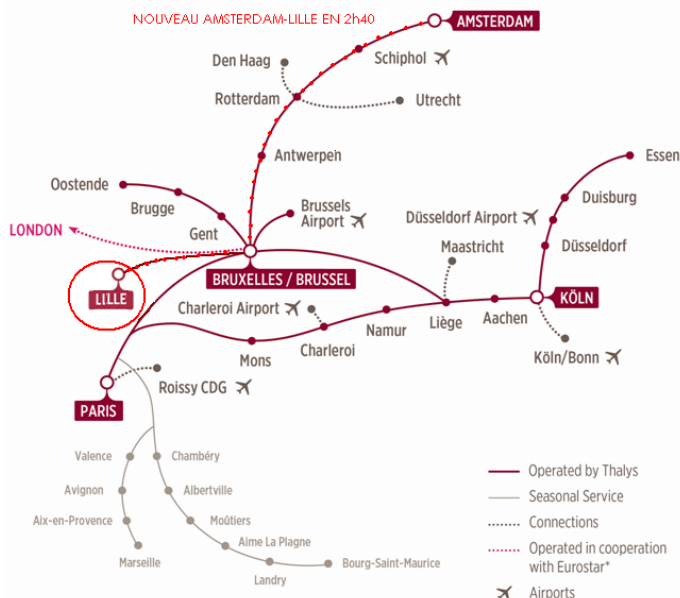 NOUVEAU AMSTERDAM-LILLE EN 2h40
AMSTERDAM
Schiphol
Den Haag
Rotterdam
Utrecht
Antwerpen
Essen
Oostende
Brugge
Gent
Brussels
Airport
Duisburg
Düsseldorf Airport
Düsseldorf
LONDON
Maastricht
BRUXELLES / BRUSSEL
LILLE
Charleroi Airport
KÖLN
Namur
Liège
Aachen
Mons
Charleroi
Köln/Bonn
Roissy CDG
PARIS
Valence
Chambéry
Avignon
Albertville
Aix-en-Provence
Moûtiers
Marseille
Aime La Plagne
Landry
Bourg-Saint-Maurice
Operated by Thalys
Seasonal Service
Connections
Operated in cooperation
with Eurostar*
Airports